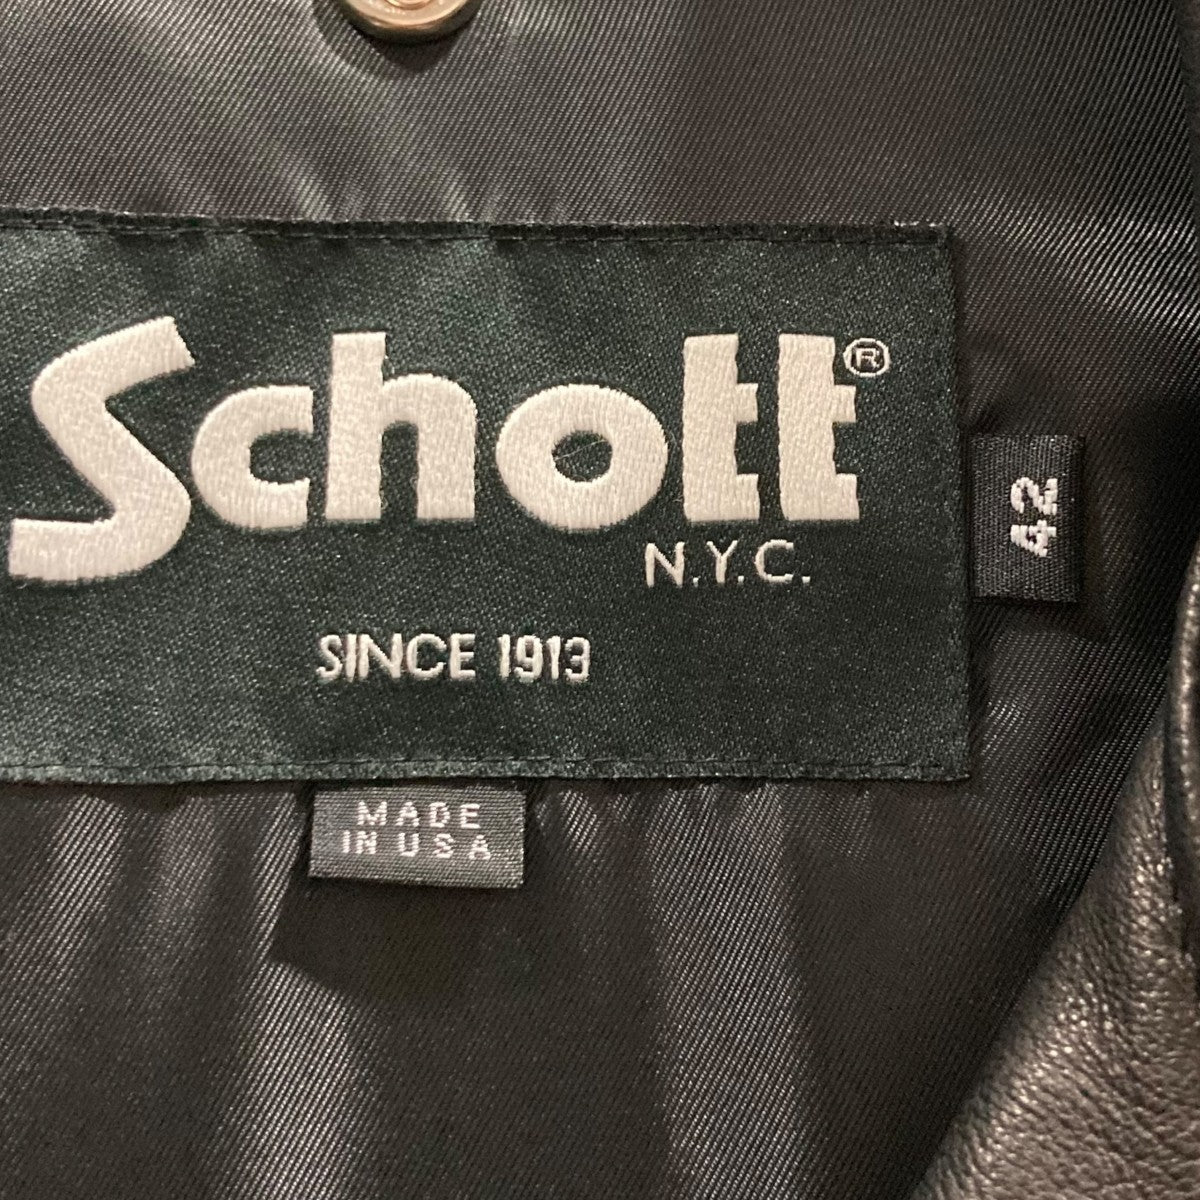 Schott®
N.Y.C.
SINCE 1913
42
MADE
IN USA